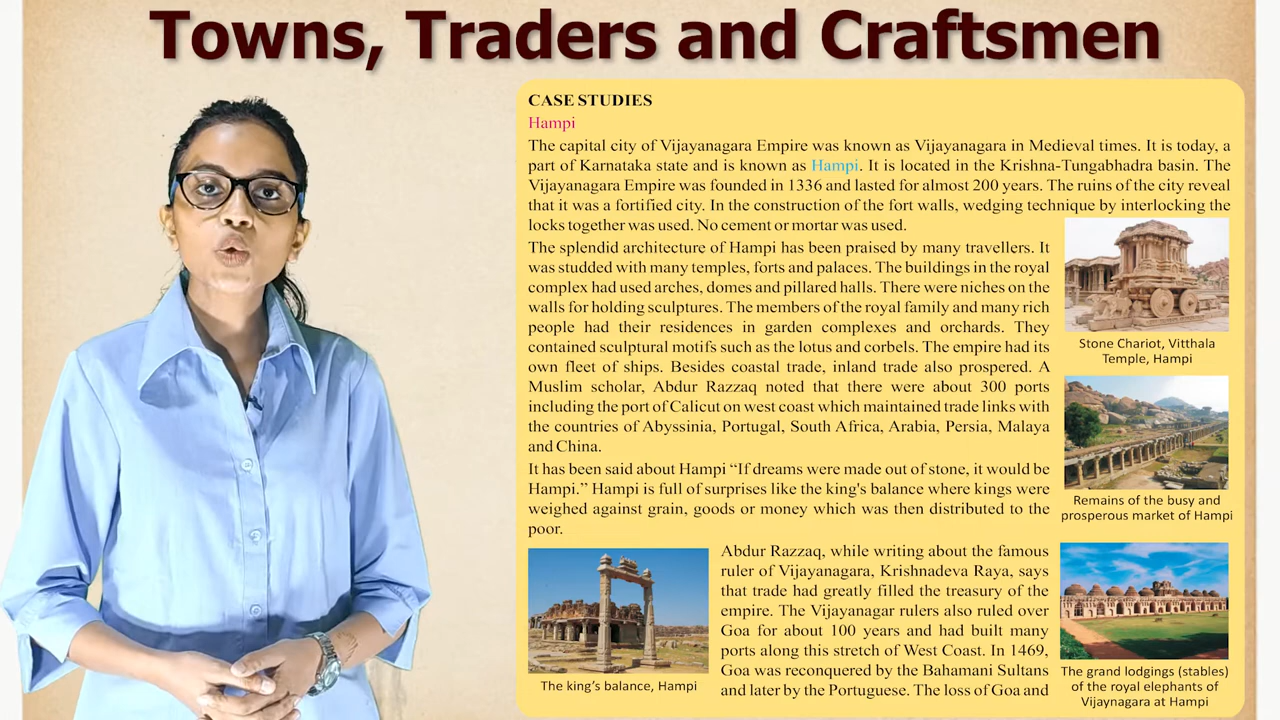 Towns, Traders and Craftsmen
CASE STUDIES
Hampi
The capital city of Vijayanagara Empire was known as Vijayanagara in Medieval times. It is today, a
part of Karnataka state and is known as Hampi. It is located in the Krishna-Tungabhadra basin. The
Vijayanagara Empire was founded in 1336 and lasted for almost 200 years. The ruins of the city reveal
that it was a fortified city. In the construction of the fort walls, wedging technique by interlocking the
locks together was used. No cement or mortar was used.
The splendid architecture of Hampi has been praised by many travellers. It
was studded with many temples, forts and palaces. The buildings in the royal
complex had used arches, domes and pillared halls. There were niches on the
walls for holding sculptures. The members of the royal family and many rich
people had their residences in garden complexes and orchards. They
contained sculptural motifs such as the lotus and corbels. The empire had its
own fleet of ships. Besides coastal trade, inland trade also prospered. A
Muslim scholar, Abdur Razzaq noted that there were about 300 ports
including the port of Calicut on west coast which maintained trade links with
the countries of Abyssinia, Portugal, South Africa, Arabia, Persia, Malaya
and China.
It has been said about Hampi “If dreams were made out of stone, it would be
Hampi.” Hampi is full of surprises like the king's balance where kings were
weighed against grain, goods or money which was then distributed to the
poor.
Stone Chariot, Vitthala
Temple, Hampi
Remains of the busy and
prosperous market of Hampi
The king’s balance, Hampi
Abdur Razzaq, while writing about the famous
ruler of Vijayanagara, Krishnadeva Raya, says
that trade had greatly filled the treasury of the
empire. The Vijayanagar rulers also ruled over
Goa for about 100 years and had built many
ports along this stretch of West Coast. In 1469,
Goa was reconquered by the Bahamani Sultans
and later by the Portuguese. The loss of Goa and
The grand lodgings (stables)
of the royal elephants of
Vijaynagara at Hampi